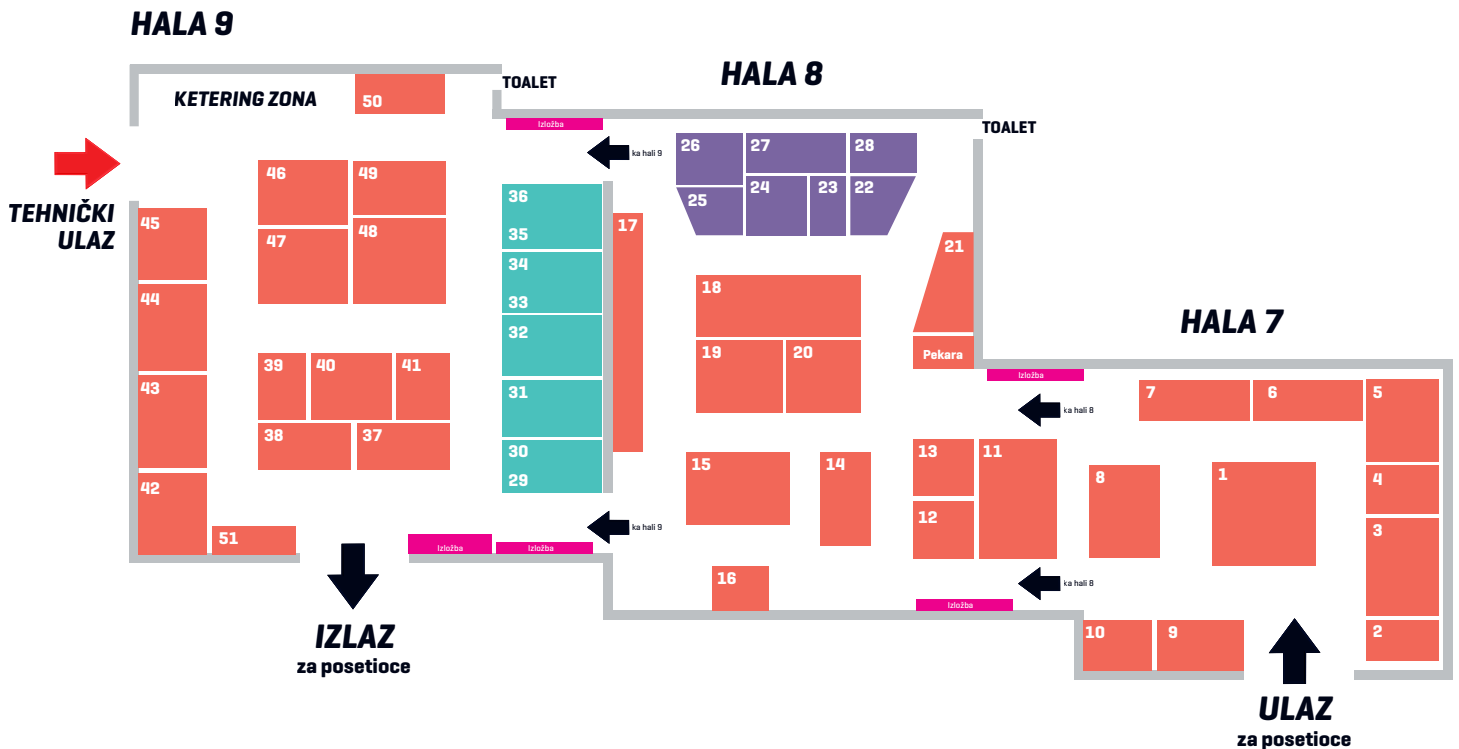 HALA 9
HALA 8
HALA 7
KETERING ZONA
50
TOALET
Izložba
ka hali 9
TOALET
26
27
28
25
24
23
22
46
49
47
48
TEHNIČKI
ULAZ
45
44
43
42
51
39
40
41
38
37
36
35
34
33
32
31
30
29
17
18
19
20
21
Pekara
Izložba
ka hali 8
7
6
5
4
3
2
1
8
11
13
12
14
15
16
ka hali 9
Izložba
Izložba
ka hali 8
Izložba
10
9
IZLAZ
za posetioce
ULAZ
za posetioce